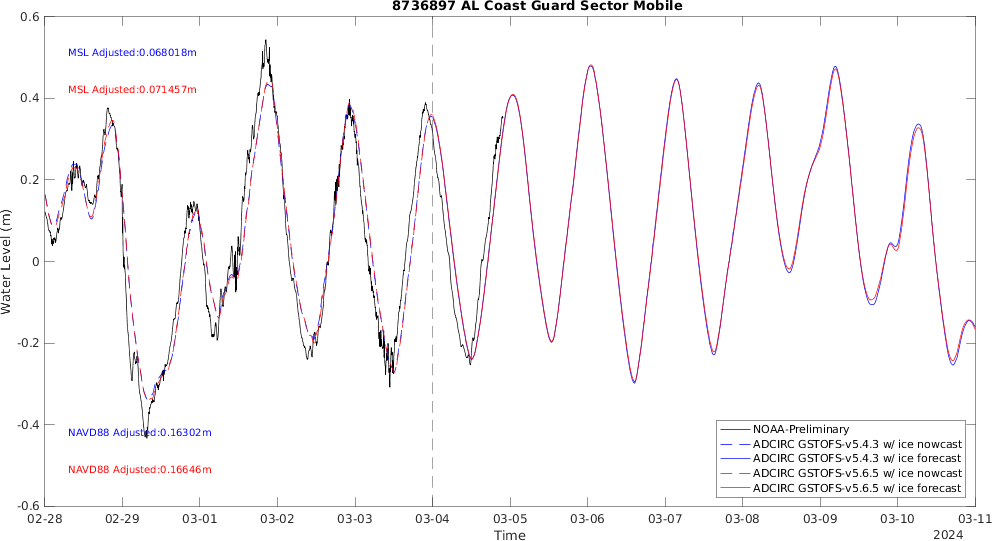 8736897 AL Coast Guard Sector Mobile
0.6
0.4
0.2
0
-0.2
-0.4
-0.6
Water Level (m)
MSL Adjusted:0.068018m
MSL Adjusted:0.071457m
NAVD88 Adjusted:0.16302m
NAVD88 Adjusted:0.16646m
NOAA-Preliminary
ADCIRC GSTOFS-v5.4.3 w/ ice nowcast
ADCIRC GSTOFS-v5.4.3 w/ ice forecast
ADCIRC GSTOFS-v5.6.5 w/ ice nowcast
ADCIRC GSTOFS-v5.6.5 w/ ice forecast
02-28 02-29 03-01 03-02 03-03 03-04 03-05 03-06 03-07 03-08 03-09 03-10 03-11
Time
2024